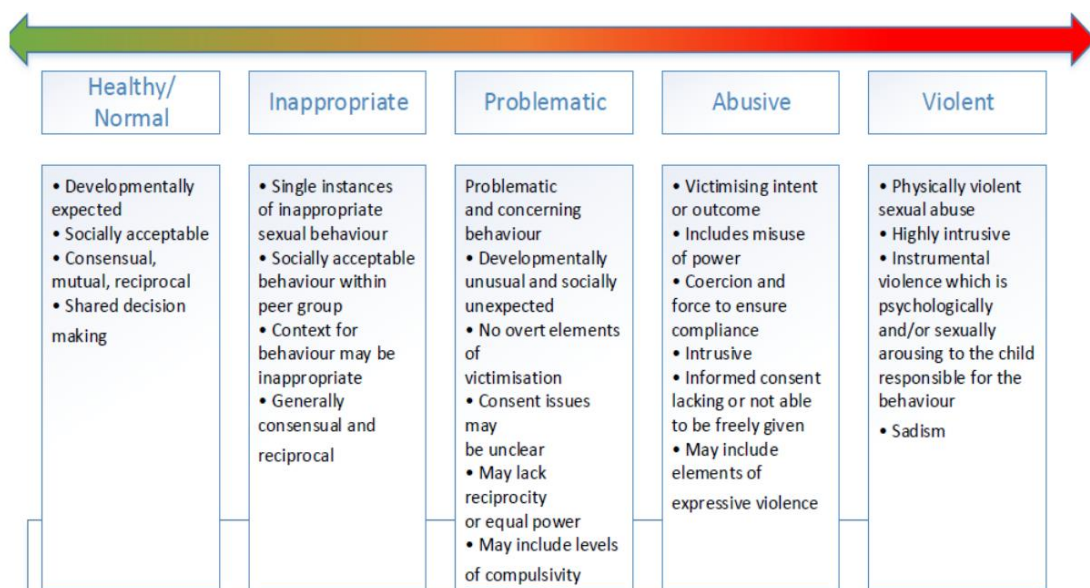 Healthy/
Normal
Inappropriate
Problematic
Abusive
Violent
• Developmentally
expected
• Socially acceptable
• Consensual,
mutual, reciprocal
• Shared decision
making
• Single instances
of inappropriate
sexual behaviour
• Socially acceptable
behaviour within
peer group
• Context for
behaviour may be
inappropriate
• Generally
consensual and
reciprocal
Problematic
and concerning
behaviour
• Developmentally
unusual and socially
unexpected
• No overt elements
of
victimisation
• Consent issues
may
be unclear
• May lack
reciprocity
or equal power
• May include levels
of compulsivity
• Victimising intent
or outcome
• Includes misuse
of power
• Coercion and
force to ensure
compliance
• Intrusive
• Informed consent
lacking or not able
to be freely given
• May include
elements of
expressive violence
• Physically violent
sexual abuse
• Highly intrusive
• Instrumental
violence which is
psychologically
and/or sexually
arousing to the child
responsible for the
behaviour
• Sadism